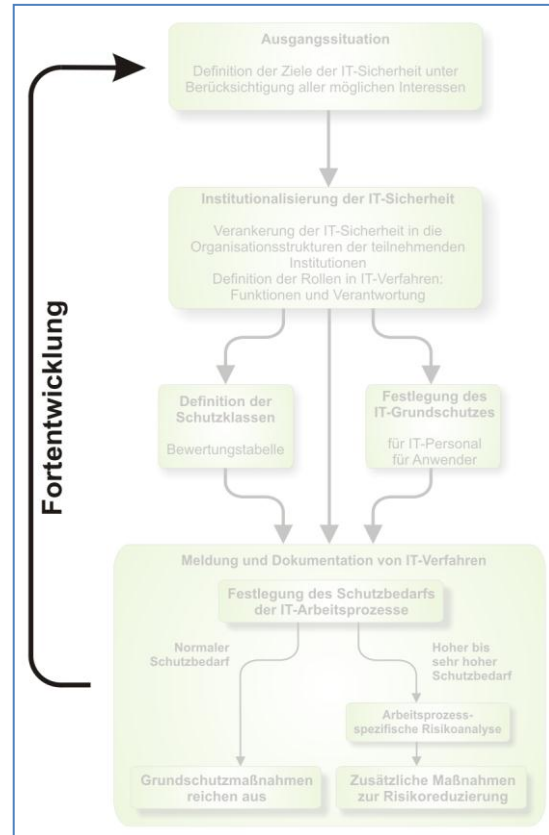 Ausgangssituation
Definition der Ziele der IT-Sicherheit unter
Berücksichtigung aller möglichen Interessen
Institutionalisierung der IT-Sicherheit
Verankerung der IT-Sicherheit in die
Organisationsstrukturen der teilnehmenden
Institutionen
Definition der Rollen in IT-Verfahren:
Funktionen und Verantwortung
Fortentwicklung
Definition der
Schutzklassen
Bewertungstabelle
Festlegung des
IT-Grundschutzes
für IT-Personal
für Anwender
Meldung und Dokumentation von IT-Verfahren
Festlegung des Schutzbedarfs
der IT-Arbeitsprozesse
Normaler
Schutzbedarf
Hoher bis
sehr hoher
Schutzbedarf
Arbeitsprozess-
spezifische Risikoanalyse
Grundschutzmaßnahmen
reichen aus
Zusätzliche Maßnahmen
zur Risikoreduzierung